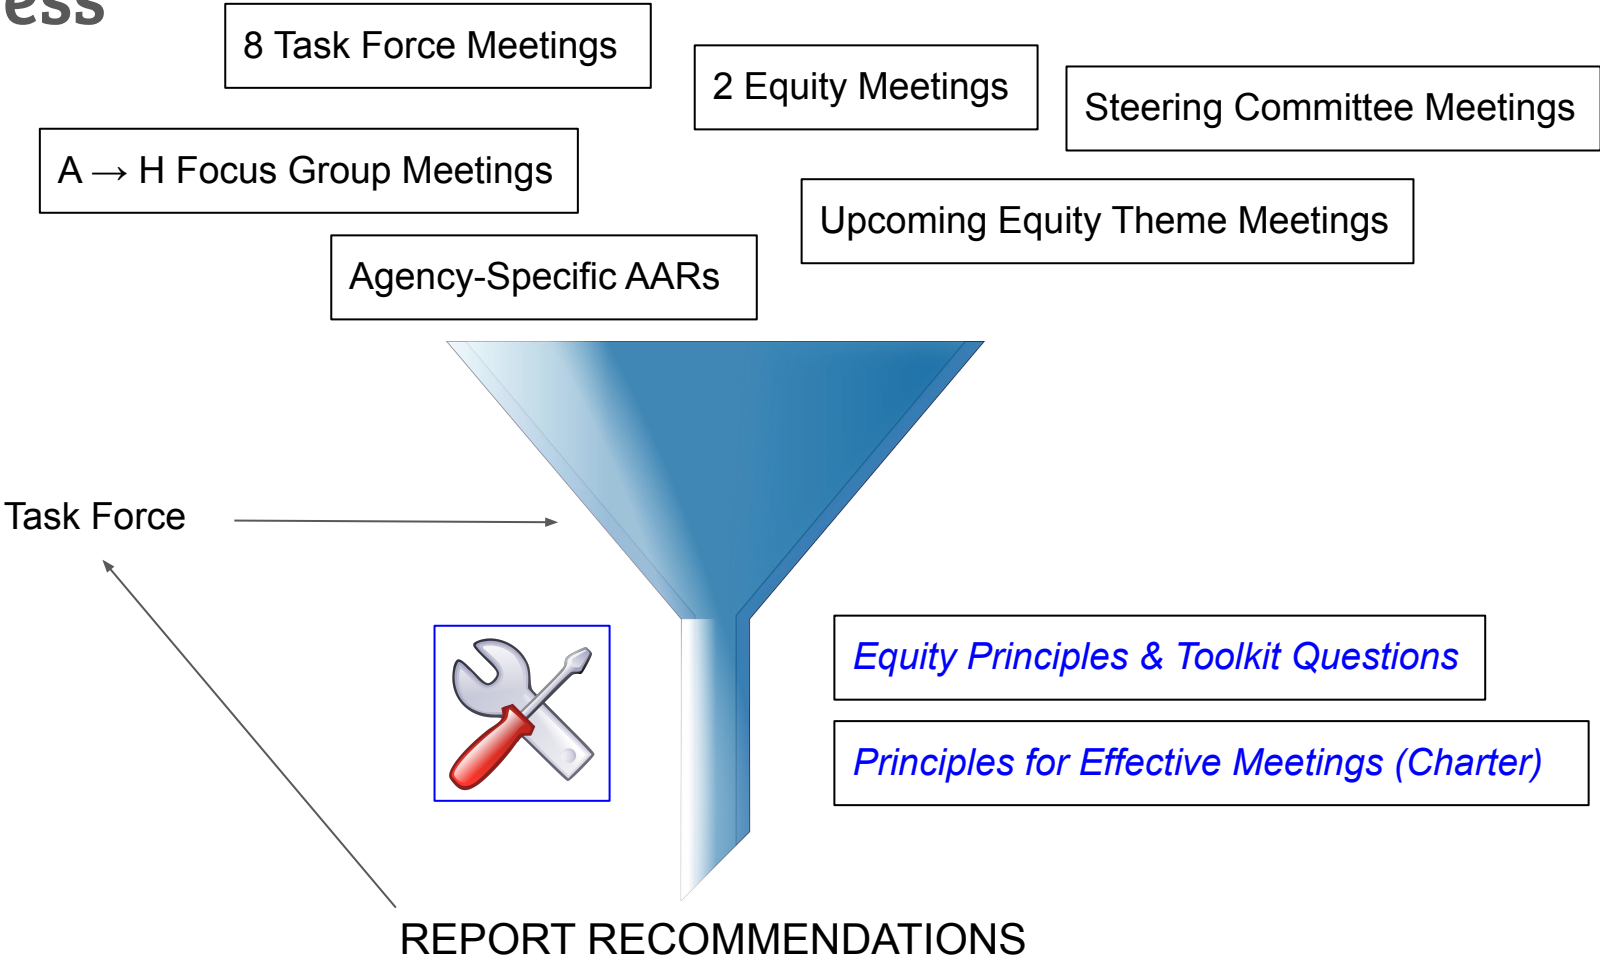 8 Task Force Meetings
2 Equity Meetings
Steering Committee Meetings
A → H Focus Group Meetings
Upcoming Equity Theme Meetings
Agency-Specific AARs
Task Force
Equity Principles & Toolkit Questions
Principles for Effective Meetings (Charter)
REPORT RECOMMENDATIONS